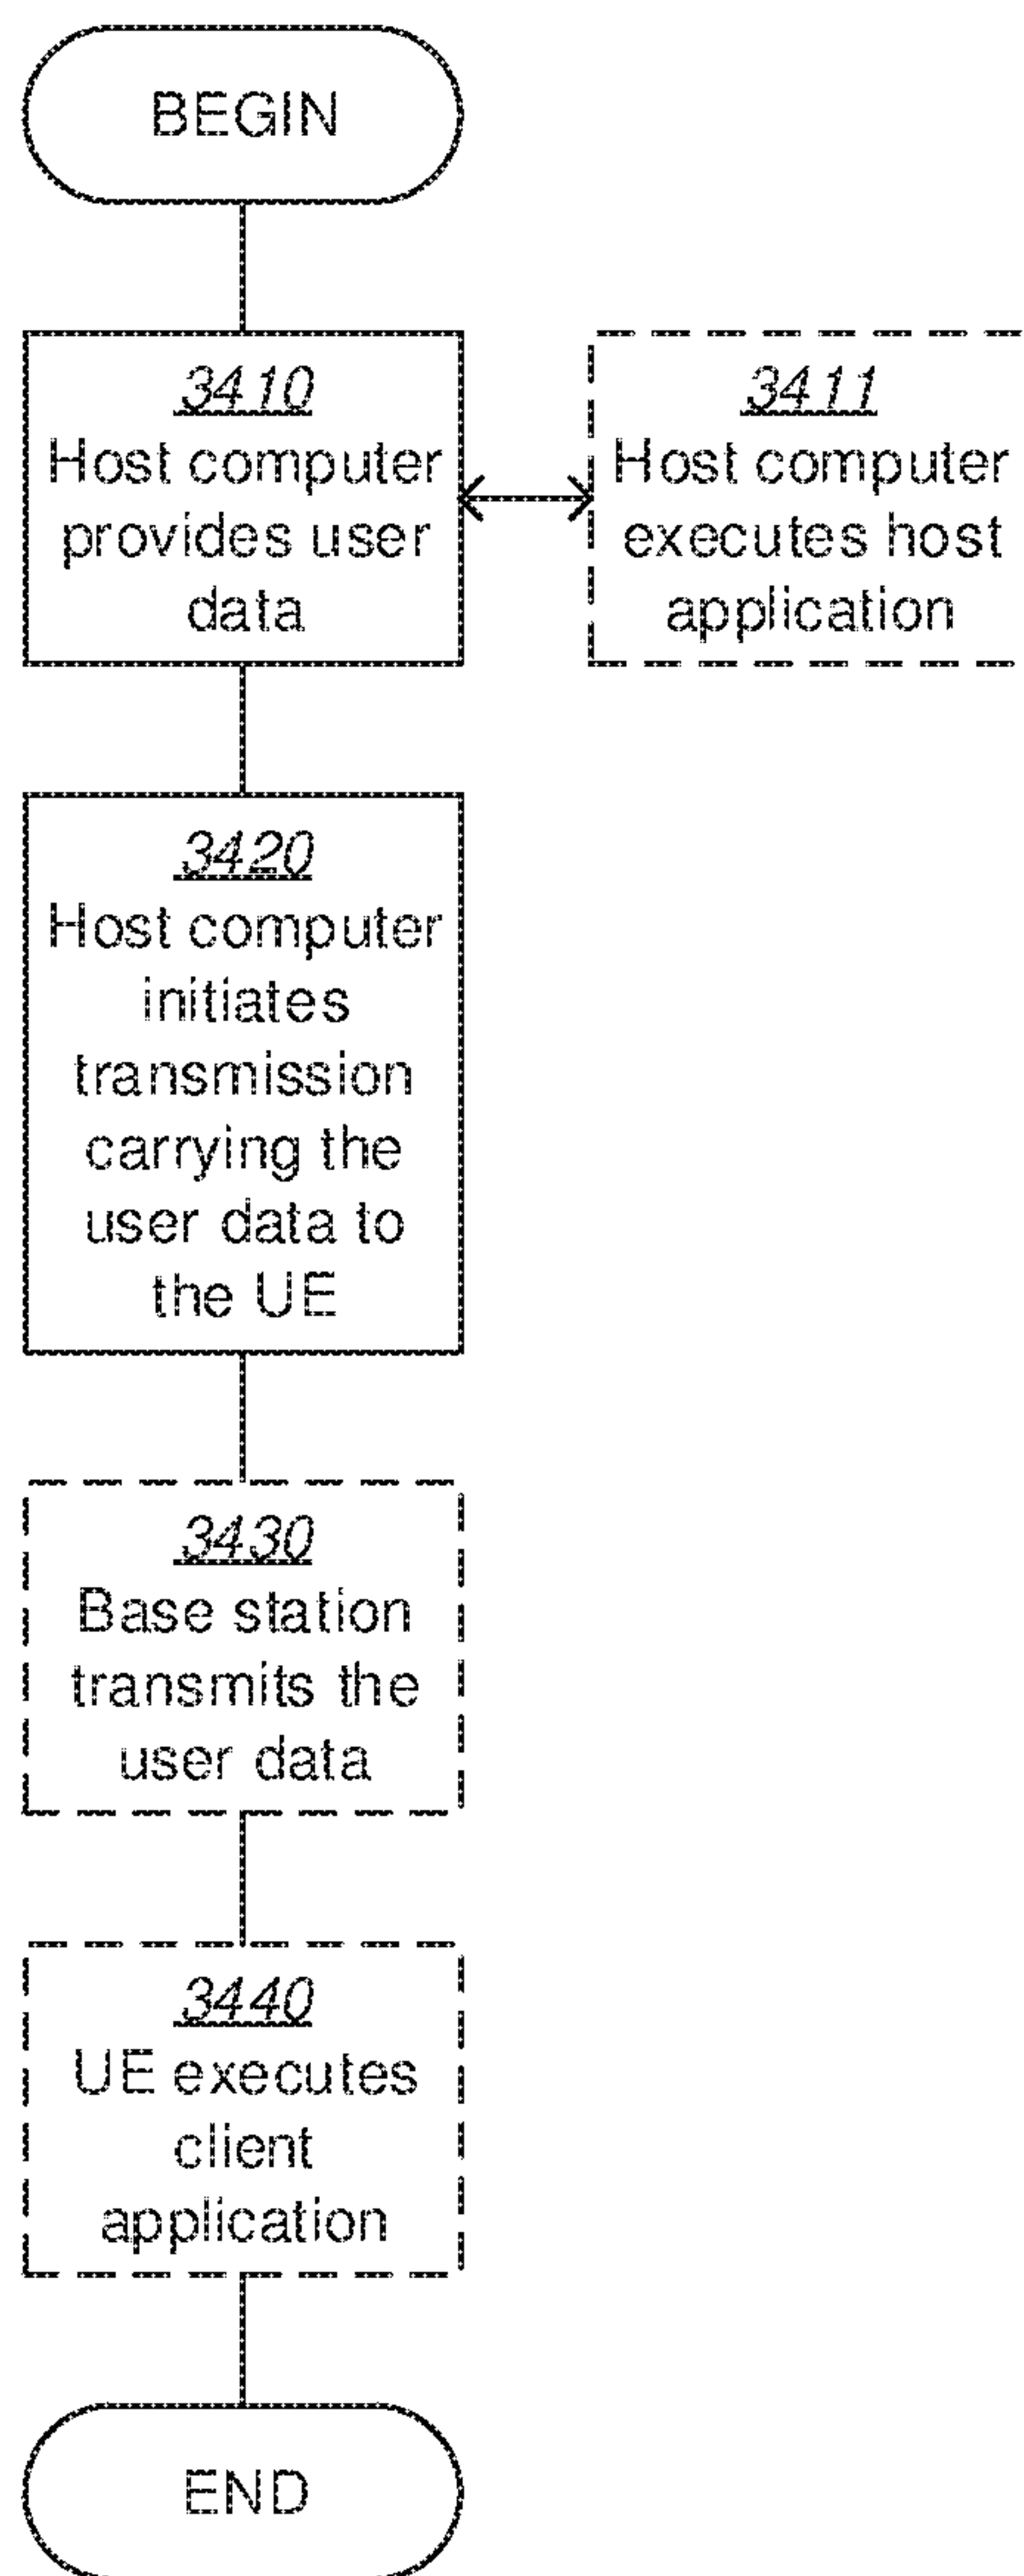 BEGIN
3410
Host computer
provides user
data
3411
Host computer
executes host
application
3420
Host computer
initiates
transmission
carrying the
user data to
the UE
3430
Base station
transmits the
user data
3440
UE executes
client
application
END